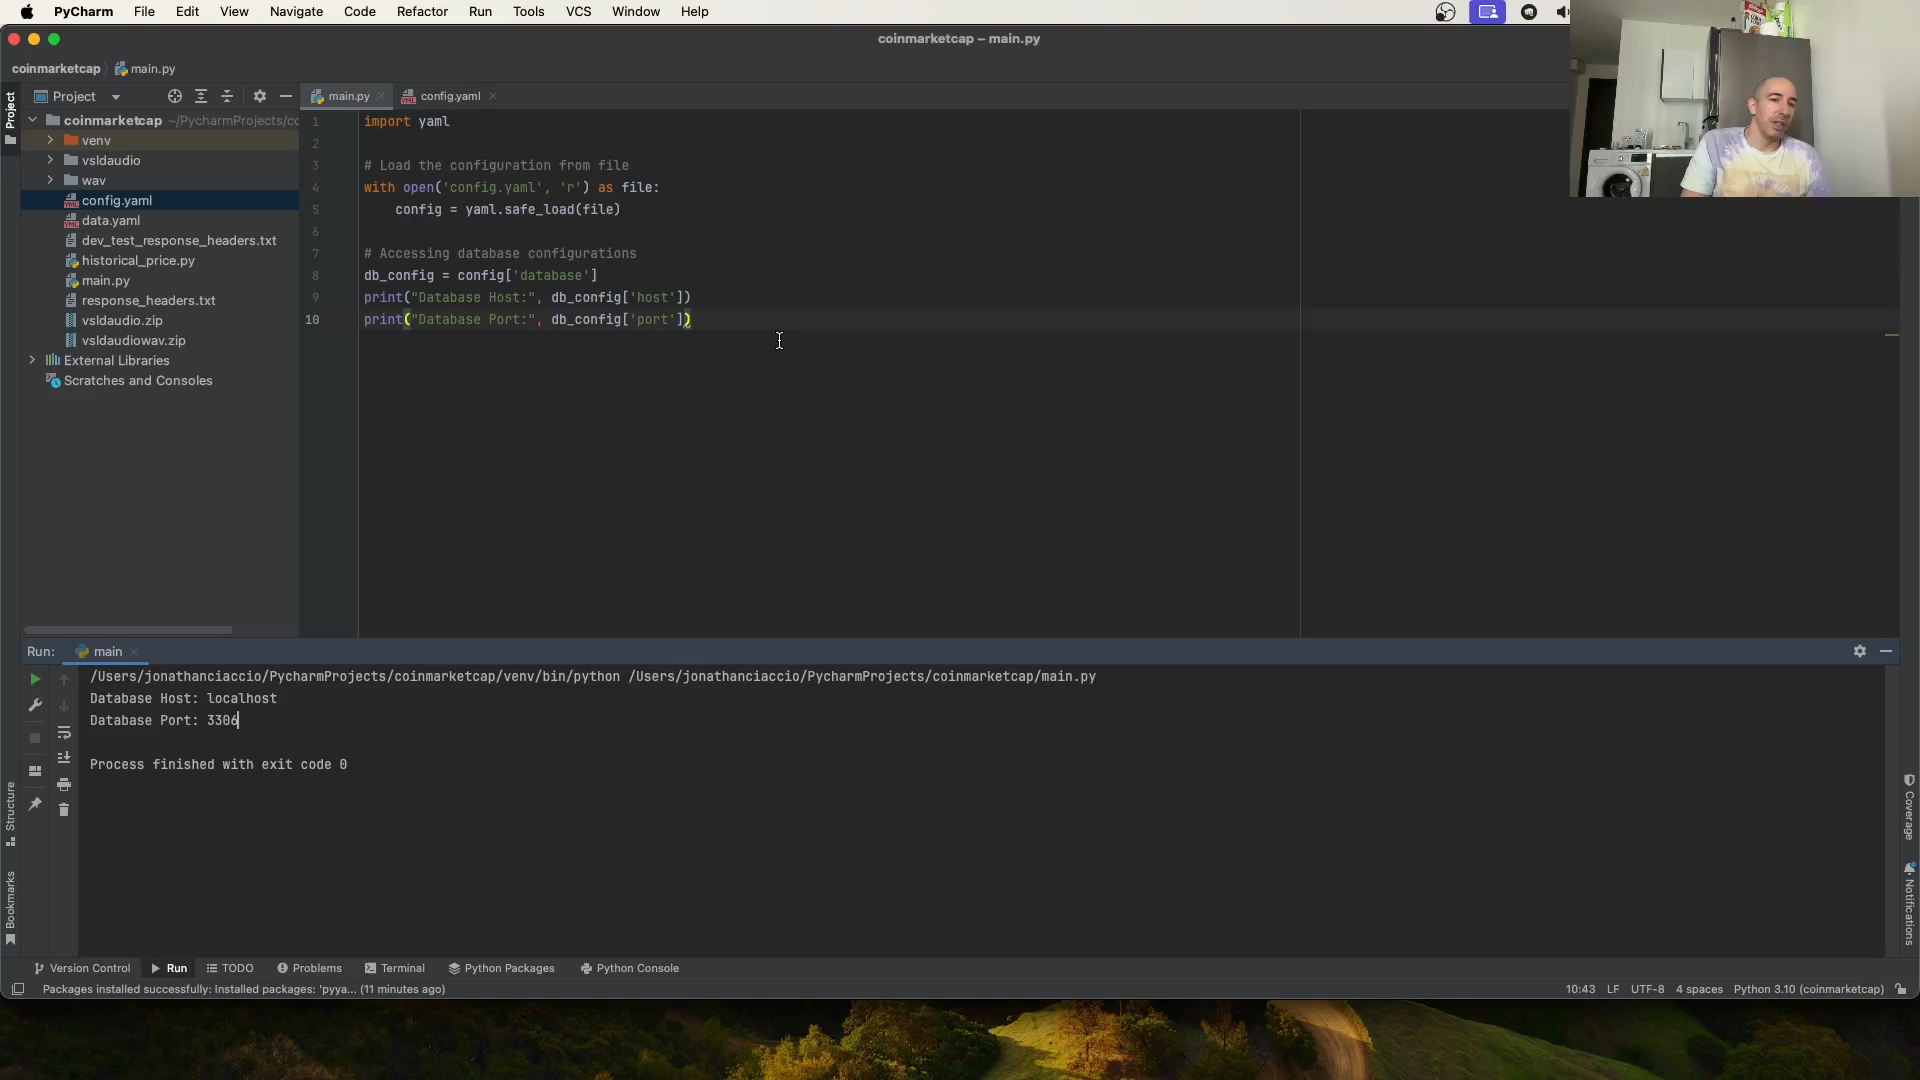 PyCharm File Edit View Navigate Code Refactor Run Tools VCS Window Help
coinmarketcap – main.py
coinmarketcap main.py
Project
Project
main.py
config.yaml
coinmarketcap ~/PycharmProjects/co
venv
vsldaudio
wav
config.yaml
data.yaml
dev_test_response_headers.txt
historical_price.py
main.py
response_headers.txt
vsldaudio.zip
vsldaudiowav.zip
External Libraries
Scratches and Consoles
1 import yaml
2
3 # Load the configuration from file
4 with open('config.yaml', 'r') as file:
5 config = yaml.safe_load(file)
6
7 # Accessing database configurations
8 db_config = config['database']
9 print("Database Host:", db_config['host'])
10 print("Database Port:", db_config['port'])
Run: main
/Users/jonathanciaccio/PycharmProjects/coinmarketcap/venv/bin/python /Users/jonathanciaccio/PycharmProjects/coinmarketcap/main.py
Database Host: localhost
Database Port: 3306
Process finished with exit code 0
Structure
Bookmarks
Coverage
Notifications
Version Control Run TODO Problems Terminal Python Packages Python Console
Packages installed successfully: Installed packages: 'pyya... (11 minutes ago)
10:43 LF UTF-8 4 spaces Python 3.10 (coinmarketcap)